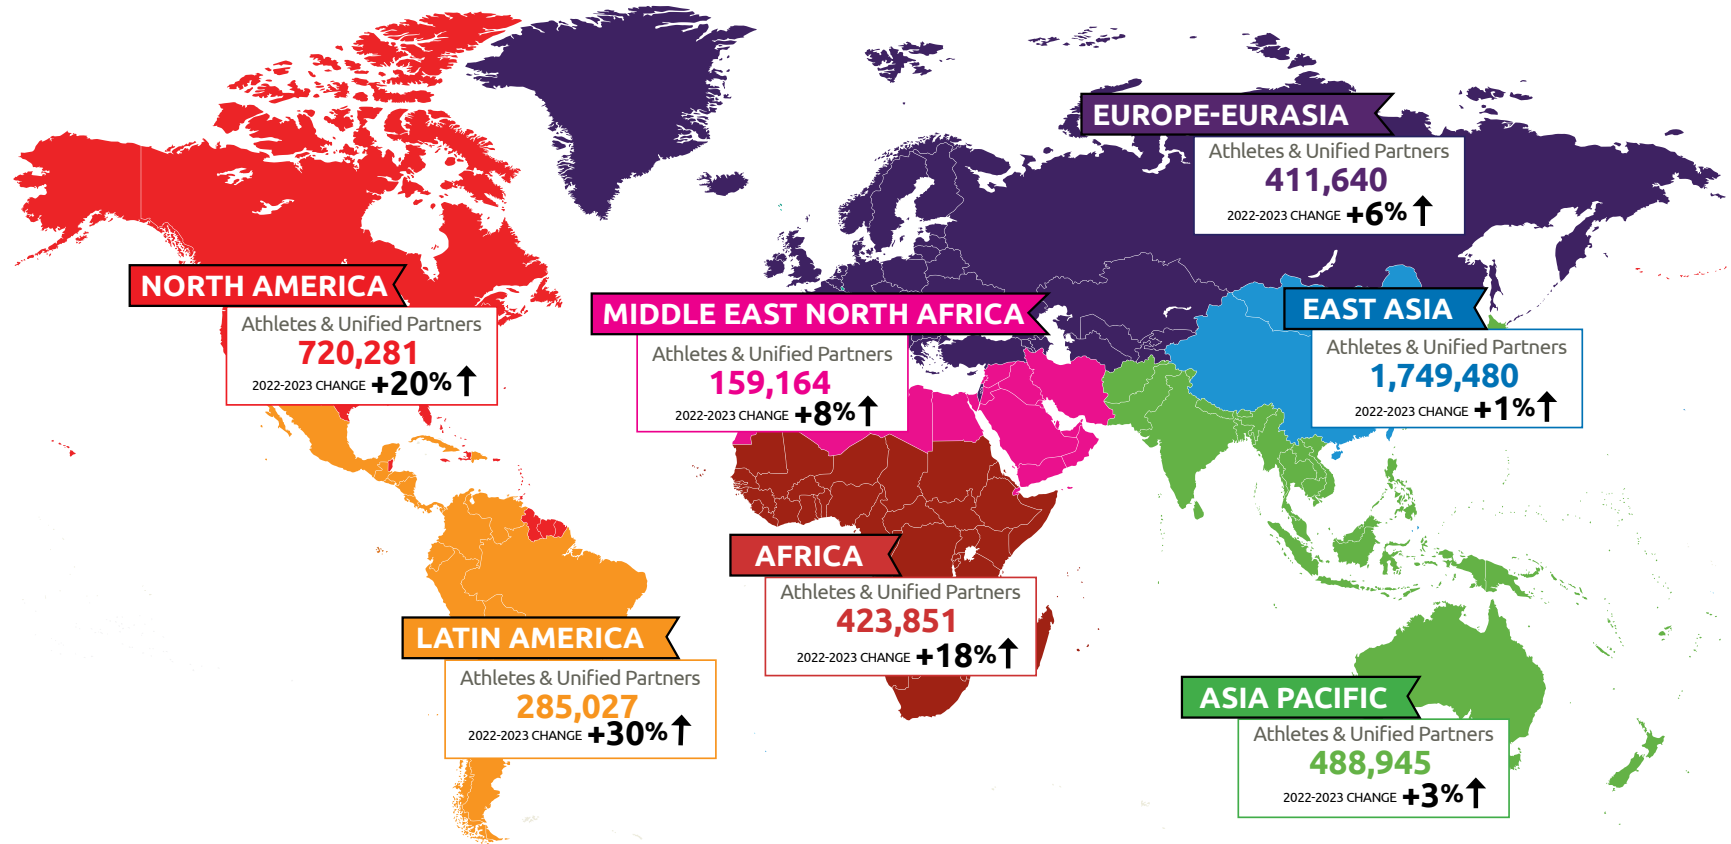 EUROPE-EURASIA
Athletes & Unified Partners
411,640
2022-2023 CHANGE +6%
NORTH AMERICA
Athletes & Unified Partners
720,281
2022-2023 CHANGE +20%
MIDDLE EAST NORTH AFRICA
Athletes & Unified Partners
159,164
2022-2023 CHANGE +8%
EAST ASIA
Athletes & Unified Partners
1,749,480
2022-2023 CHANGE +1%
AFRICA
Athletes & Unified Partners
423,851
2022-2023 CHANGE +18%
LATIN AMERICA
Athletes & Unified Partners
285,027
2022-2023 CHANGE +30%
ASIA PACIFIC
Athletes & Unified Partners
488,945
2022-2023 CHANGE +3%